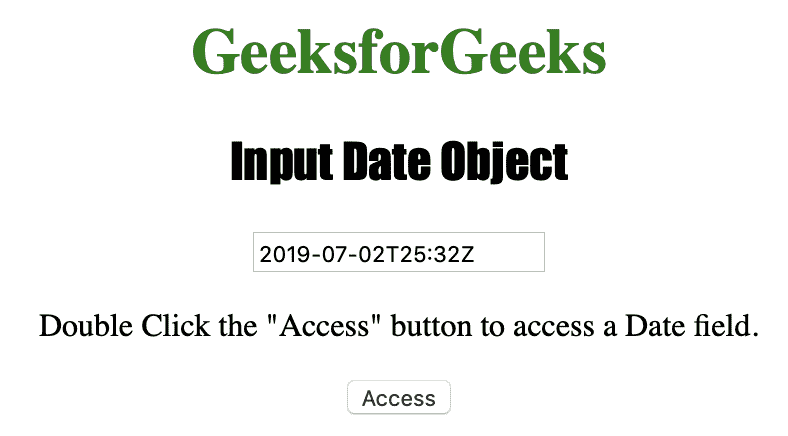 GeeksforGeeks
Input Date Object
2019-07-02T25:32Z
Double Click the "Access" button to access a Date field.
Access